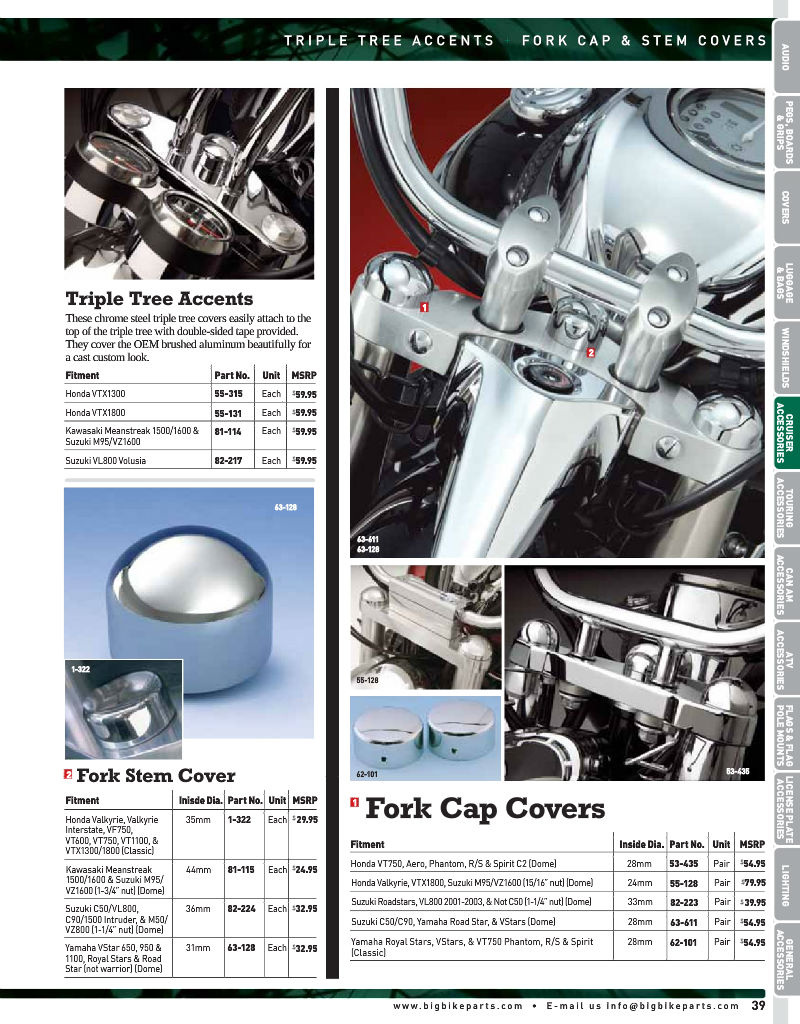 TRIPLE TREE ACCENTS FORK CAP & STEM COVERS
Triple Tree Accents
These chrome steel triple tree covers easily attach to the
top of the triple tree with double-sided tape provided.
They cover the OEM brushed aluminum beautifully for
a cast custom look.
Fitment Part No. Unit MSRP
Honda VTX1300 55-315 Each $59.95
Honda VTX1800 55-131 Each $59.95
Kawasaki Meanstreak 1500/1600 &
Suzuki M95/VZ1600 81-114 Each $59.95
Suzuki VL800 Volusia 82-217 Each $59.95
63-128
1-322
2 Fork Stem Cover
Fitment Inisde Dia. Part No. Unit MSRP
Honda Valkyrie, Valkyrie 35mm 1-322 Each $29.95
Interstate, VF750,
VT600, VT750, VT1100, &
VTX1300/1800 (Classic)
Kawasaki Meanstreak 44mm 81-115 Each $24.95
1500/1600 & Suzuki M95/
VZ1600 (1-3/4" nut) (Dome)
Suzuki C50/VL800, 36mm 82-224 Each $32.95
C90/1500 Intruder, & M50/
VZ800 (1-1/4" nut) (Dome)
Yamaha VStar 650, 950 & 31mm 63-128 Each $32.95
1100, Royal Stars & Road
Star (not warrior) (Dome)
1
2
63-611
63-128
55-128
62-101
53-435
1 Fork Cap Covers
Fitment Inside Dia. Part No. Unit MSRP
Honda VT750, Aero, Phantom, R/S & Spirit C2 (Dome) 28mm 53-435 Pair $54.95
Honda Valkyrie, VTX1800, Suzuki M95/VZ1600 (15/16" nut) (Dome) 24mm 55-128 Pair $79.95
Suzuki Roadstars, VL800 2001-2003, & Not C50 (1-1/4" nut) (Dome) 33mm 82-223 Pair $39.95
Suzuki C50/C90, Yamaha Road Star, & VStars (Dome) 28mm 63-611 Pair $54.95
Yamaha Royal Stars, VStars, & VT750 Phantom, R/S & Spirit 28mm 62-101 Pair $54.95
(Classic)
AUDIO
PEGS, BOARDS
& GRIPS
COVERS
LUGGAGE
& BAGS
WINDSHIELDS
CRUISER
ACCESSORIES
TOURING
ACCESSORIES
CAN AM
ACCESSORIES
ATV
ACCESSORIES
FLAGS & FLAG
POLE MOUNTS
LICENSE PLATE
ACCESSORIES
LIGHTING
GENERAL
ACCESSORIES
www.bigbikeparts.com • E-mail us info@bigbikeparts.com 39